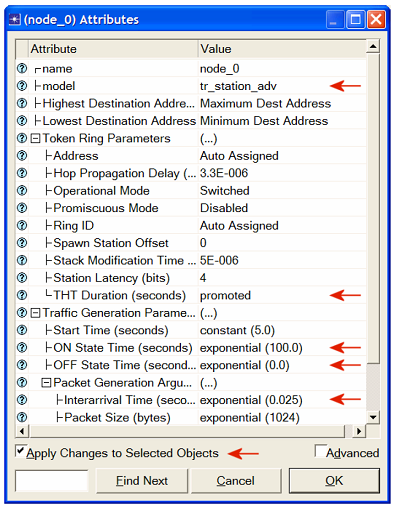 (node_0) Attributes
Attribute Value
name node_0
model tr_station_adv
Highest Destination Addre... Maximum Dest Address
Lowest Destination Address Minimum Dest Address
Token Ring Parameters (...)
Address Auto Assigned
Hop Propagation Delay (... 3.3E-006
Operational Mode Switched
Promiscuous Mode Disabled
Ring ID Auto Assigned
Spawn Station Offset 0
Stack Modification Time ... 5E-006
Station Latency (bits) 4
THT Duration (seconds) promoted
Traffic Generation Parame... (...)
Start Time (seconds) constant (5.0)
ON State Time (seconds) exponential (100.0)
OFF State Time (second... exponential (0.0)
Packet Generation Argu... (...)
Interarrival Time (seco... exponential (0.025)
Packet Size (bytes) exponential (1024)
Apply Changes to Selected Objects Advanced
Find Next Cancel OK